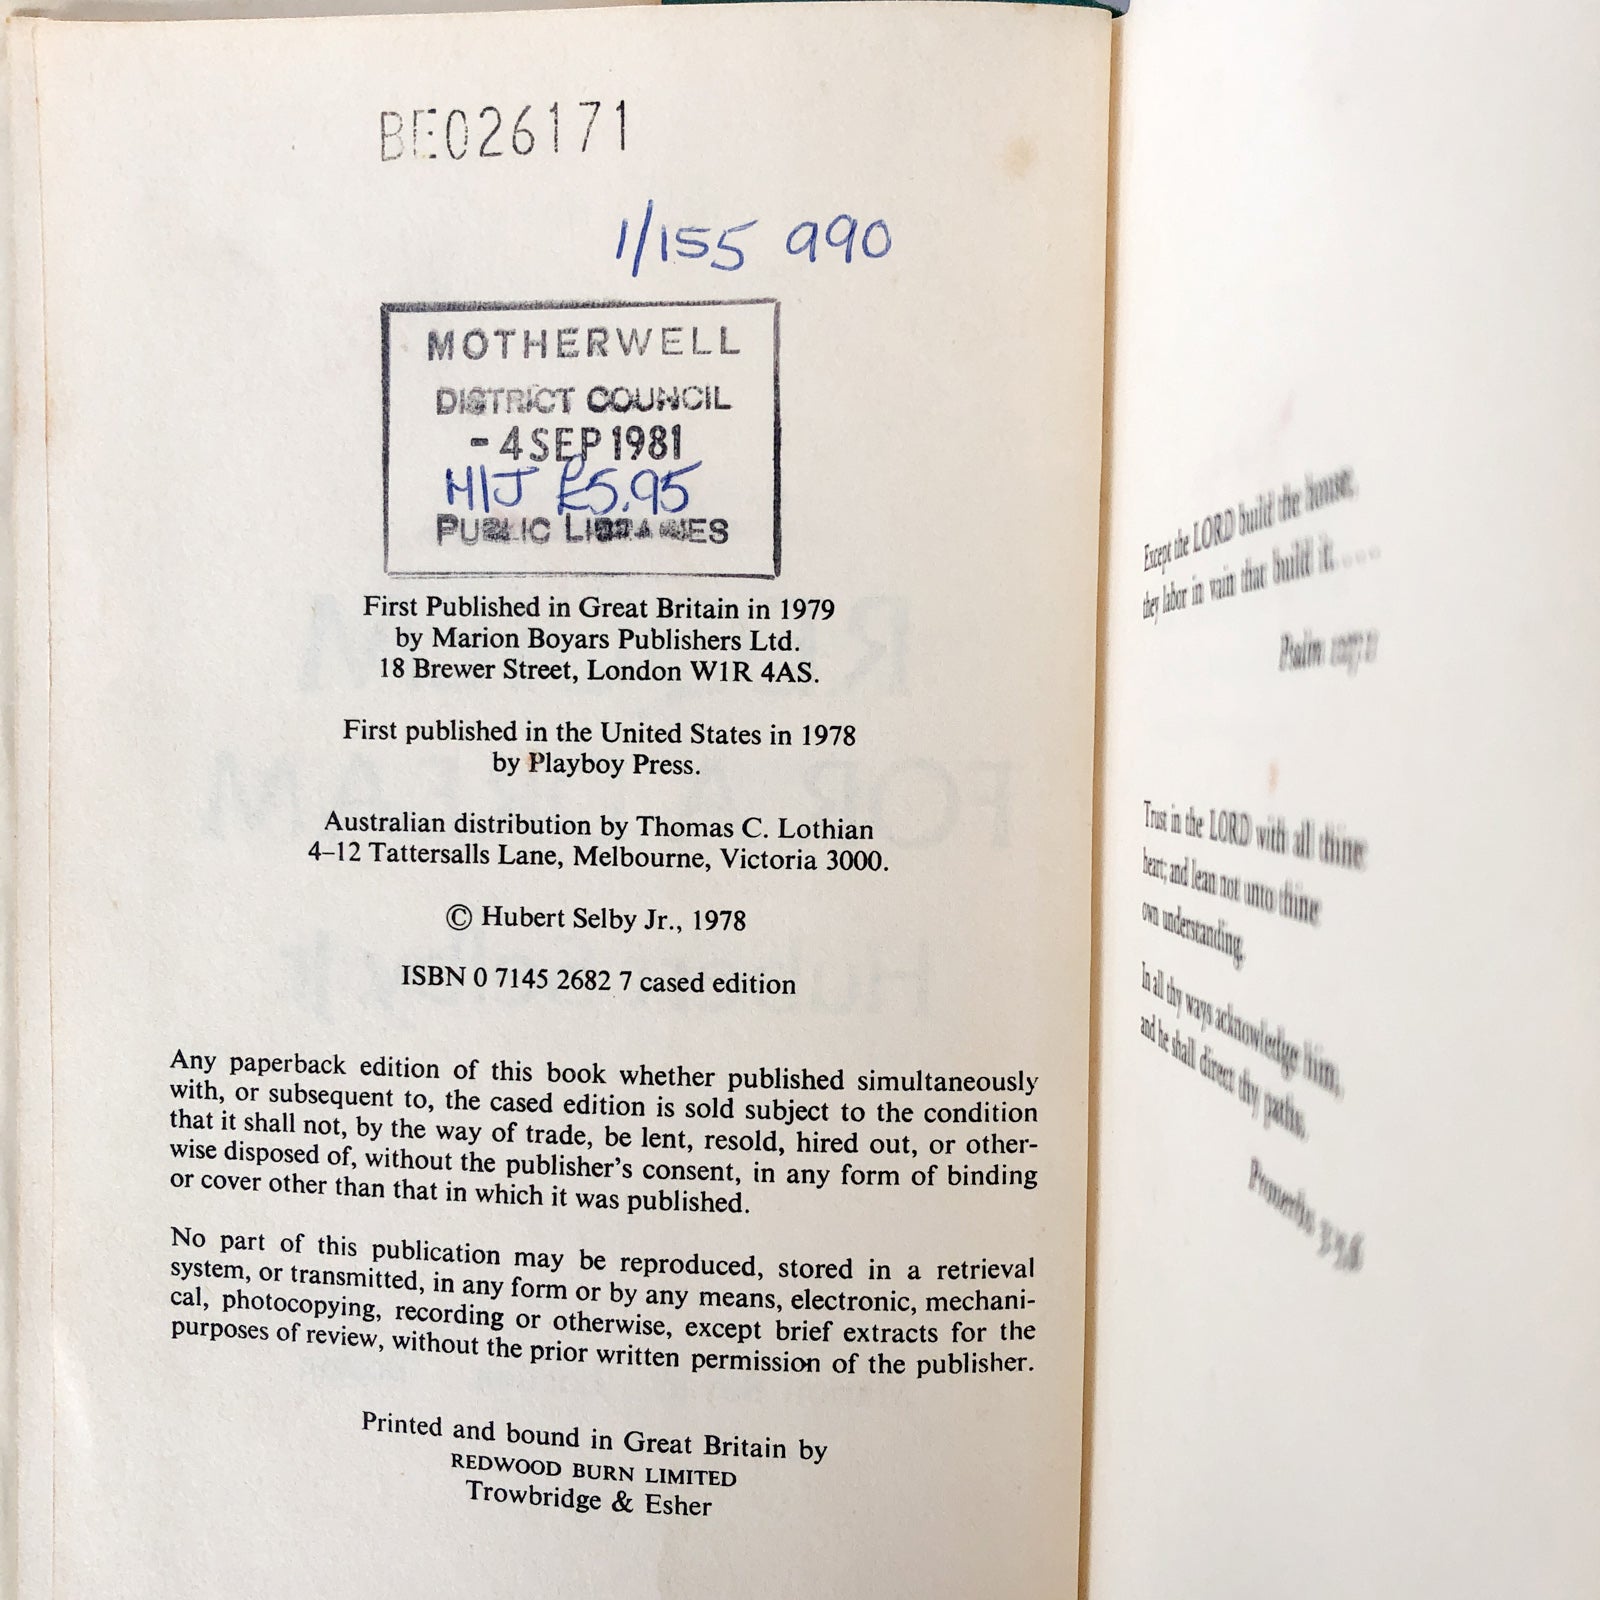 BE026171
1/155 990
MOTHERWELL
DISTRICT COUNCIL
- 4 SEP 1981
HIJ £5.95
PUBLIC LIBRARIES
First Published in Great Britain in 1979
by Marion Boyars Publishers Ltd.
18 Brewer Street, London W1R 4AS.
First published in the United States in 1978
by Playboy Press.
Australian distribution by Thomas C. Lothian
4–12 Tattersalls Lane, Melbourne, Victoria 3000.
© Hubert Selby Jr., 1978
ISBN 0 7145 2682 7 cased edition
Any paperback edition of this book whether published simultaneously
with, or subsequent to, the cased edition is sold subject to the condition
that it shall not, by the way of trade, be lent, resold, hired out, or other-
wise disposed of, without the publisher's consent, in any form of binding
or cover other than that in which it was published.
No part of this publication may be reproduced, stored in a retrieval
system, or transmitted, in any form or by any means, electronic, mechani-
cal, photocopying, recording or otherwise, except brief extracts for the
purposes of review, without the prior written permission of the publisher.
Printed and bound in Great Britain by
REDWOOD BURN LIMITED
Trowbridge & Esher
Except the LORD build the house,
they labor in vain that build it. . . .
Psalm
Trust in the LORD with all thine
heart; and lean not unto thine
own understanding.
In all thy ways acknowledge him,
and he shall direct thy paths.
Proverbs